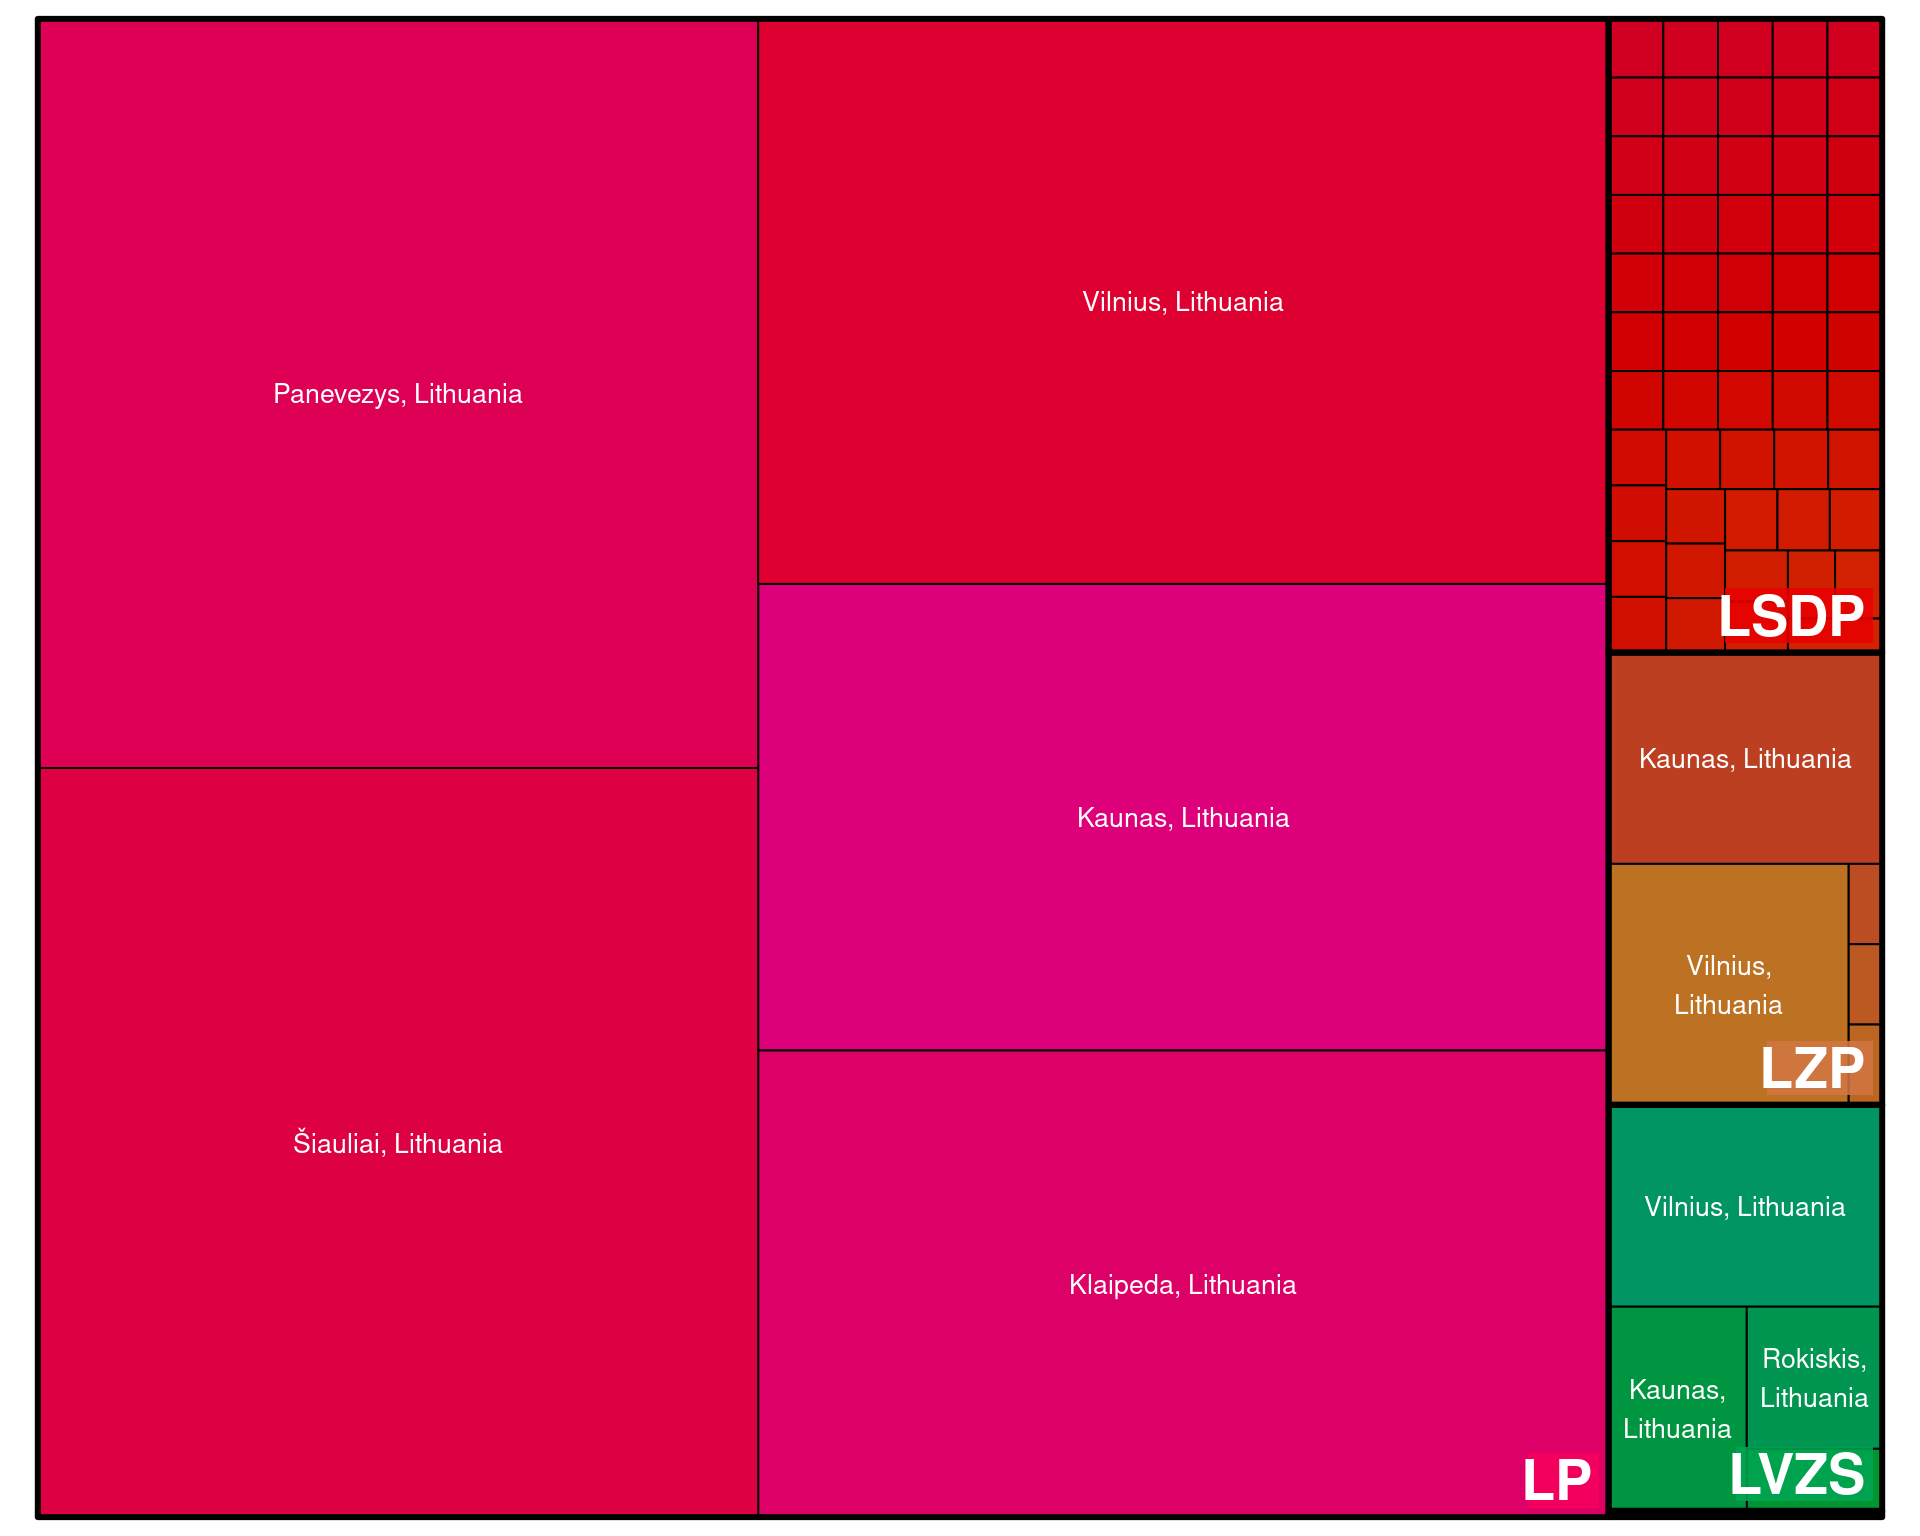 Panevezys, Lithuania
Šiauliai, Lithuania
Vilnius, Lithuania
Kaunas, Lithuania
Klaipeda, Lithuania
LP
LSDP
Kaunas, Lithuania
Vilnius,
Lithuania
LZP
Vilnius, Lithuania
Kaunas,
Lithuania
Rokiskis,
Lithuania
LVZS